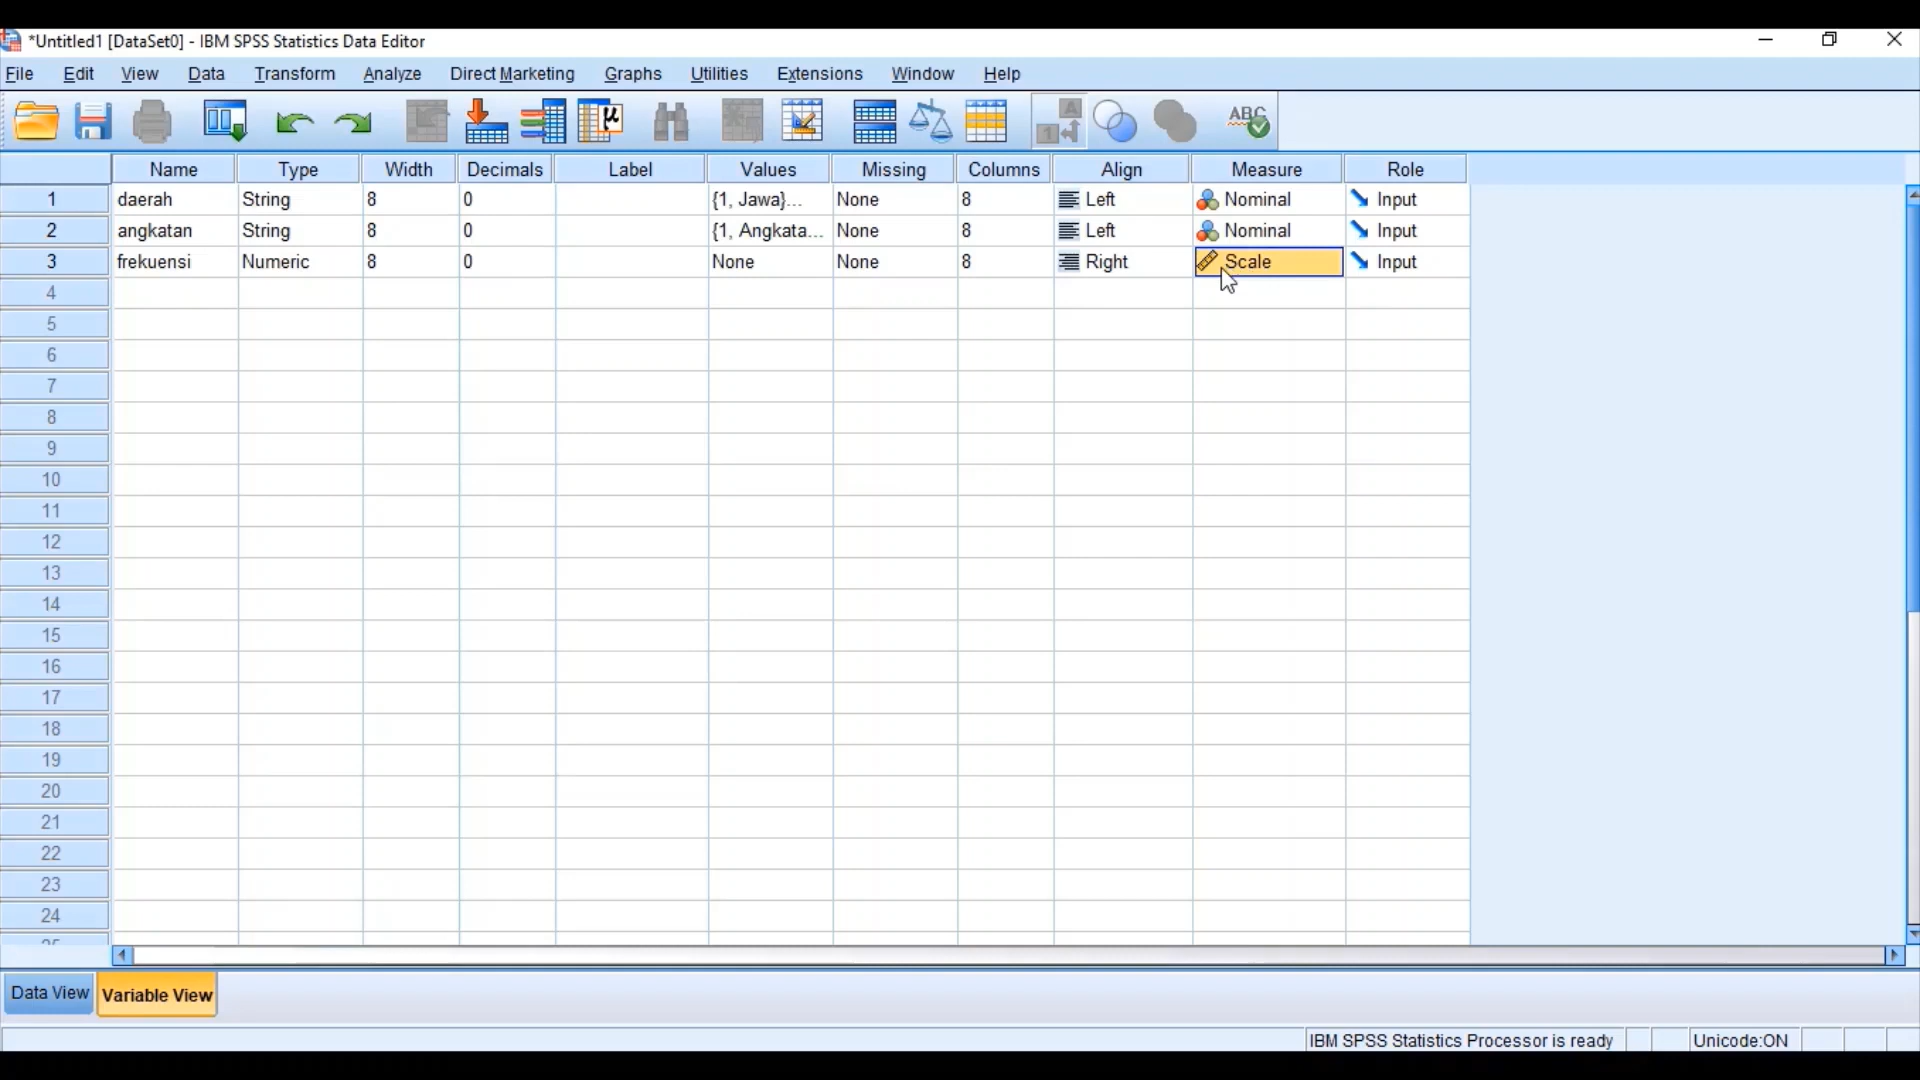 *Untitled1 [DataSet0] - IBM SPSS Statistics Data Editor
File Edit View Data Transform Analyze Direct Marketing Graphs Utilities Extensions Window Help
A 1 ABC
μ
Name Type Width Decimals Label Values Missing Columns Align Measure Role
1 daerah String 8 0 {1, Jawa}... None 8 Left Nominal Input
2 angkatan String 8 0 {1, Angkata... None 8 Left Nominal Input
3 frekuensi Numeric 8 0 None None 8 Right Scale Input
4
5
6
7
8
9
10
11
12
13
14
15
16
17
18
19
20
21
22
23
24
25
Data View Variable View
IBM SPSS Statistics Processor is ready Unicode:ON